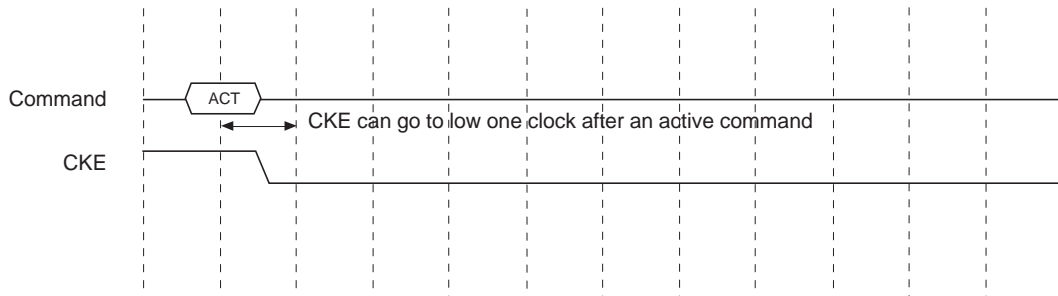 Command
ACT
CKE can go to low one clock after an active command
CKE